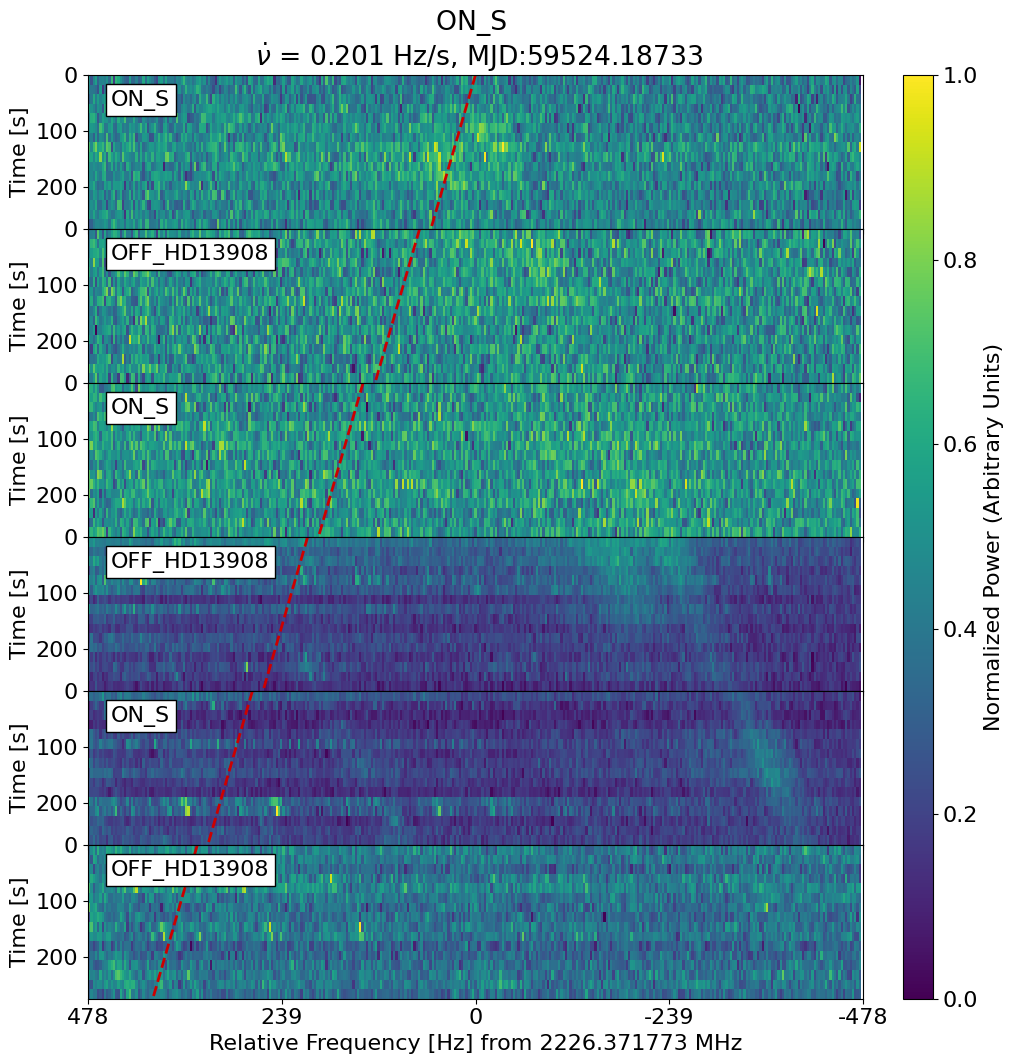 ON_S
ν̇ = 0.201 Hz/s, MJD:59524.18733
0
100
200
Time [s]
ON_S
0
100
200
Time [s]
OFF_HD13908
0
100
200
Time [s]
ON_S
0
100
200
Time [s]
OFF_HD13908
0
100
200
Time [s]
ON_S
0
100
200
Time [s]
OFF_HD13908
478 239 0 -239 -478
Relative Frequency [Hz] from 2226.371773 MHz
1.0
0.8
0.6
0.4
0.2
0.0
Normalized Power (Arbitrary Units)